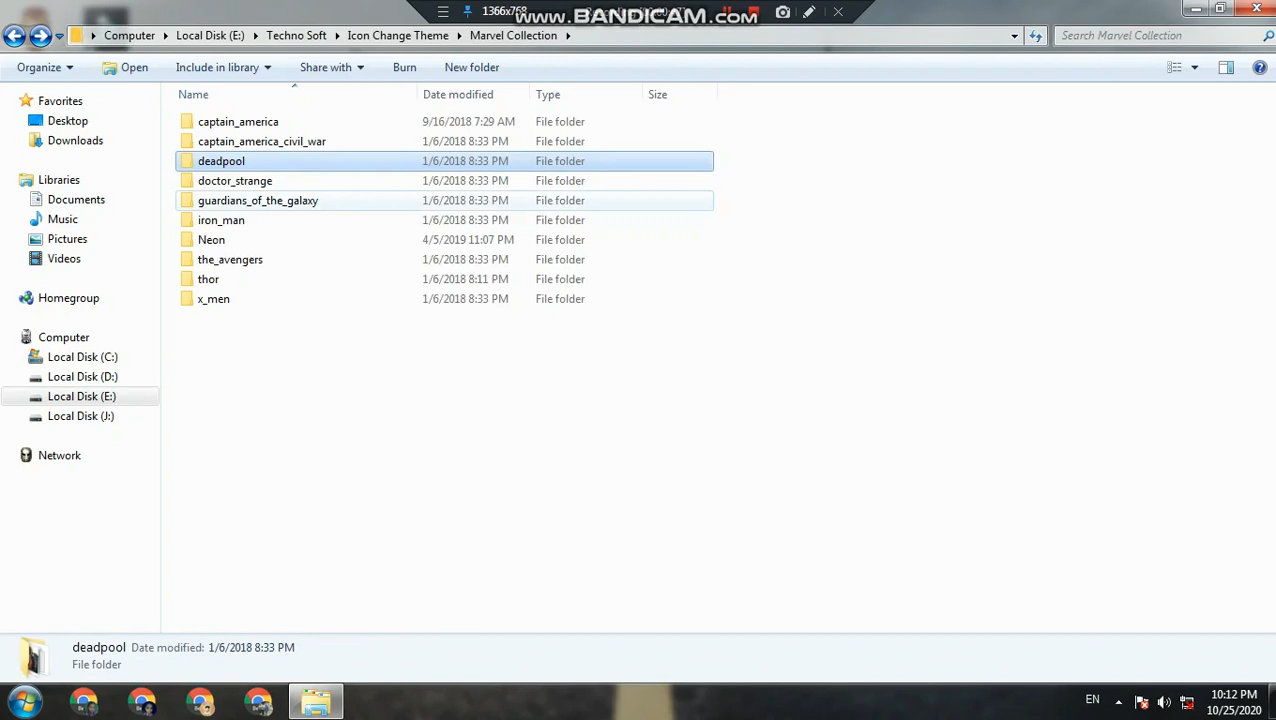 1366x768
www.BANDICAM.com
Computer Local Disk (E:) Techno Soft Icon Change Theme Marvel Collection Search Marvel Collection
Organize Open Include in library Share with Burn New folder
Name Date modified Type Size
Favorites
Desktop
Downloads
Libraries
Documents
Music
Pictures
Videos
Homegroup
Computer
Local Disk (C:)
Local Disk (D:)
Local Disk (E:)
Local Disk (J:)
Network
captain_america 9/16/2018 7:29 AM File folder
captain_america_civil_war 1/6/2018 8:33 PM File folder
deadpool 1/6/2018 8:33 PM File folder
doctor_strange 1/6/2018 8:33 PM File folder
guardians_of_the_galaxy 1/6/2018 8:33 PM File folder
iron_man 1/6/2018 8:33 PM File folder
Neon 4/5/2019 11:07 PM File folder
the_avengers 1/6/2018 8:33 PM File folder
thor 1/6/2018 8:11 PM File folder
x_men 1/6/2018 8:33 PM File folder
deadpool Date modified: 1/6/2018 8:33 PM
File folder
EN
10:12 PM
10/25/2020